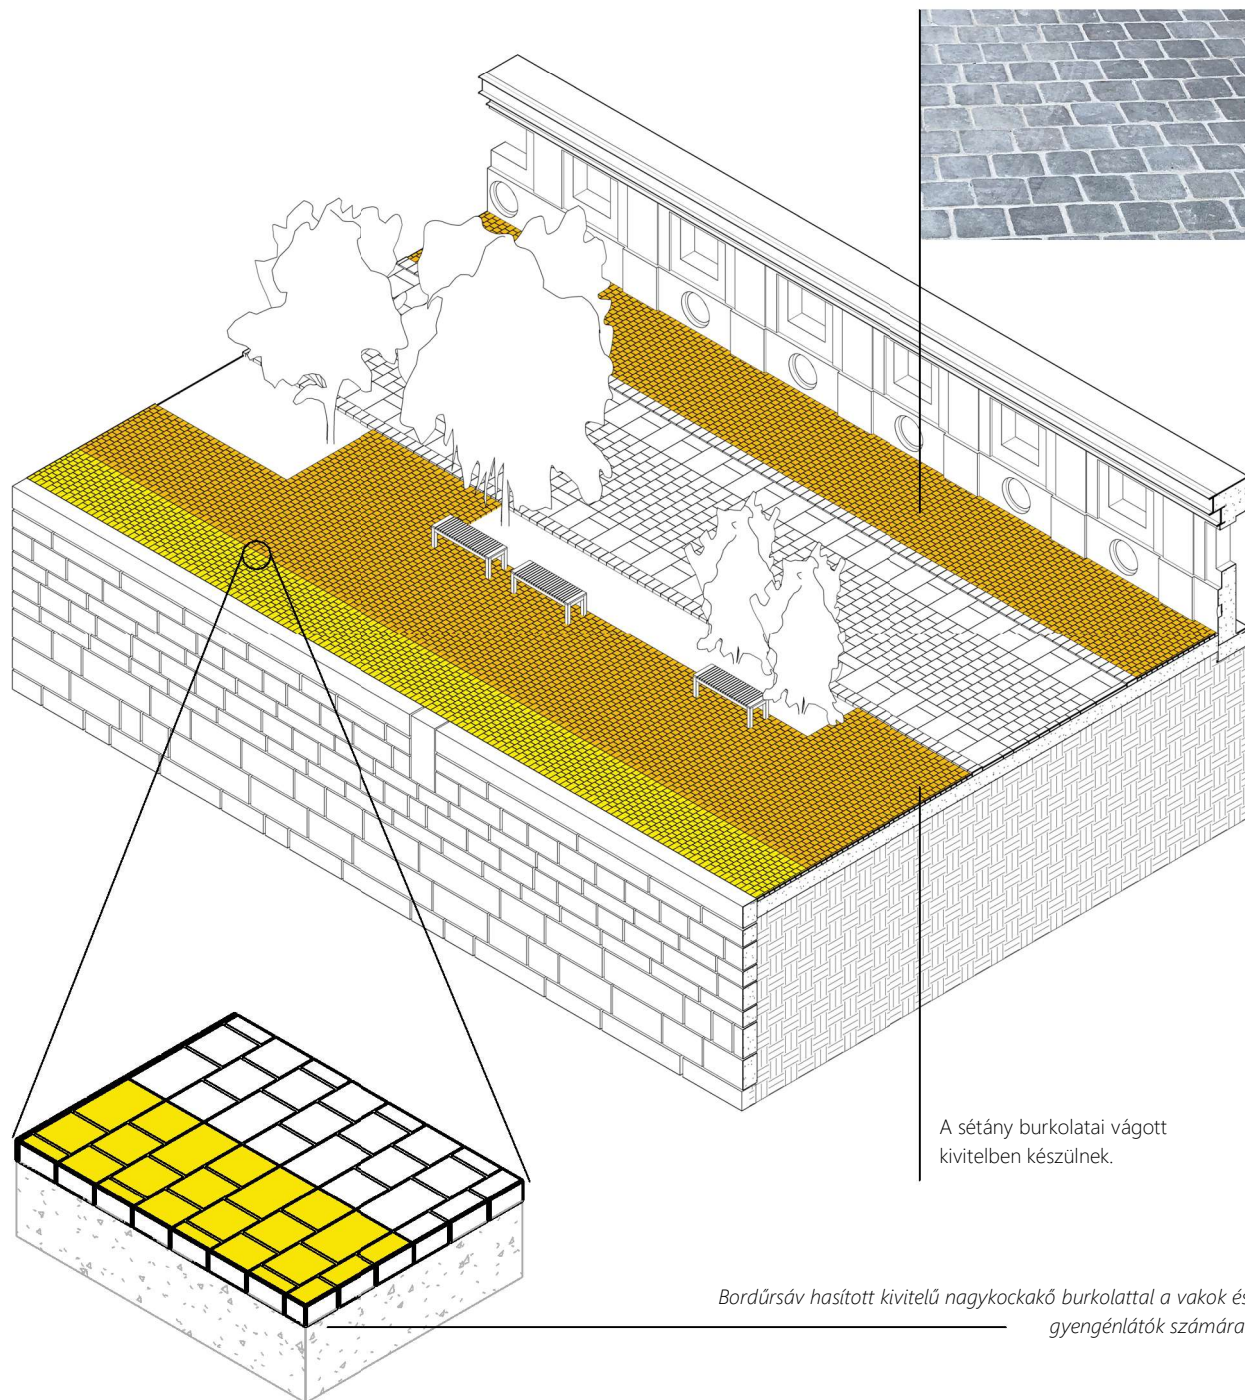 A sétány burkolatai vágott
kivitelben készülnek.
Bordűrsáv hasított kivitelű nagykockakő burkolattal a vakok és
gyengénlátók számára